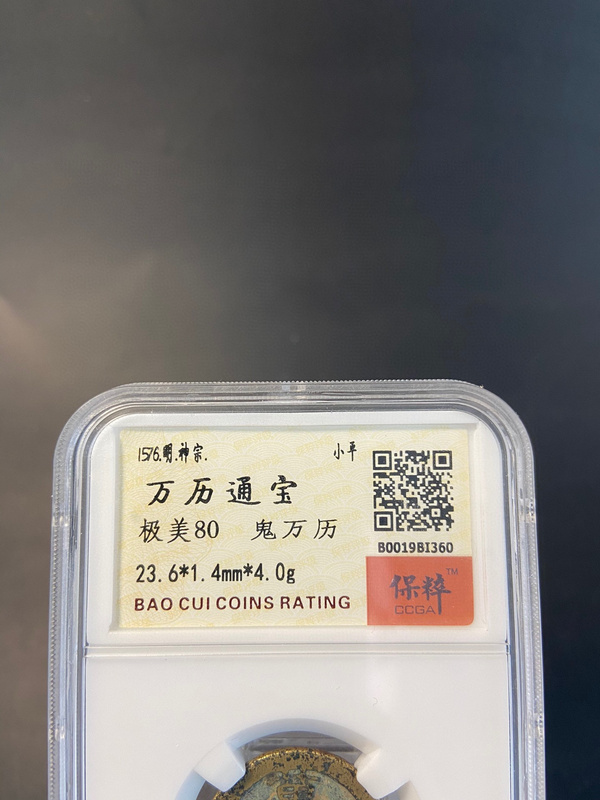 1576.明.神宗. 小平
万历通宝
极美80 鬼万历
23.6*1.4mm*4.0g
BAO CUI COINS RATING
B0019BI360
保粹 TM
CCGA